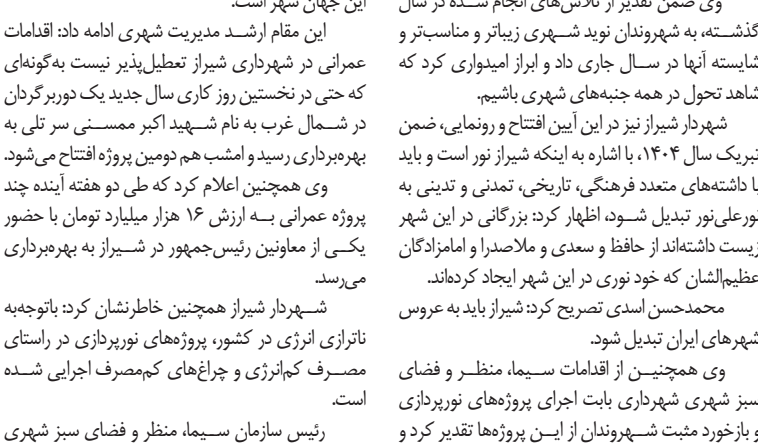 وی ضمن تقدیر از تلاش‌های انجام شده در سال
گذشته، به شهروندان نوید شهری زیباتر و مناسب‌تر و
شایسته آنها در سال جاری داد و ابراز امیدواری کرد که
شاهد تحول در همه جنبه‌های شهری باشیم.
شهردار شیراز نیز در این آیین افتتاح و رونمایی، ضمن
تبریک سال ۱۴۰۴، با اشاره به اینکه شیراز نور است و باید
با داشته‌های متعدد فرهنگی، تاریخی، تمدنی و تدینی به
نورعلی‌نور تبدیل شود، اظهار کرد: بزرگانی در این شهر
زیست داشته‌اند از حافظ و سعدی و ملاصدرا و امامزادگان
عظیم‌الشان که خود نوری در این شهر ایجاد کرده‌اند.
محمدحسن اسدی تصریح کرد: شیراز باید به عروس
شهرهای ایران تبدیل شود.
وی همچنین از اقدامات سیما، منظر و فضای
سبز شهری شهرداری بابت اجرای پروژه‌های نورپردازی
و بازخورد مثبت شهروندان از این پروژه‌ها تقدیر کرد و
این جهان شهر است.
این مقام ارشد مدیریت شهری ادامه داد: اقدامات
عمرانی در شهرداری شیراز تعطیل‌پذیر نیست به‌گونه‌ای
که حتی در نخستین روز کاری سال جدید یک دوربرگردان
در شمال غرب به نام شهید اکبر ممسنی سر تلی به
بهره‌برداری رسید و امشب هم دومین پروژه افتتاح می‌شود.
وی همچنین اعلام کرد که طی دو هفته آینده چند
پروژه عمرانی به ارزش ۱۶ هزار میلیارد تومان با حضور
یکی از معاونین رئیس‌جمهور در شیراز به بهره‌برداری
می‌رسد.
شهردار شیراز همچنین خاطرنشان کرد: باتوجه‌به
ناترازی انرژی در کشور، پروژه‌های نورپردازی در راستای
مصرف کم‌انرژی و چراغ‌های کم‌مصرف اجرایی شده
است.
رئیس سازمان سیما، منظر و فضای سبز شهری